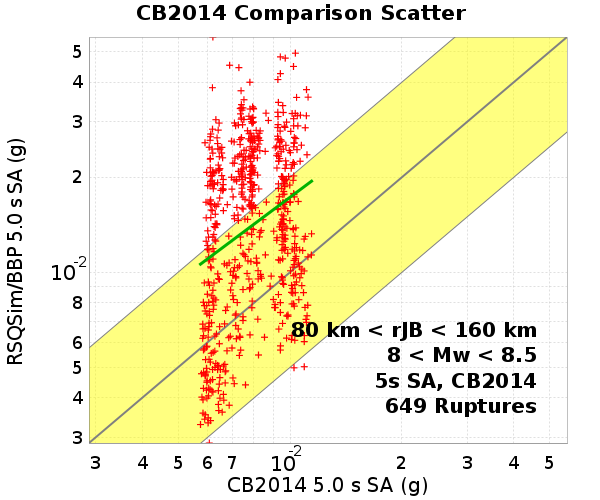 CB2014 Comparison Scatter
RSQSim/BBP 5.0 s SA (g)
5
4
3
2
10⁻²
8
6
5
4
3
80 km < rJB < 160 km
8 < Mw < 8.5
5s SA, CB2014
649 Ruptures
3 4 5 6 7 10⁻² 2 3 4 5
CB2014 5.0 s SA (g)